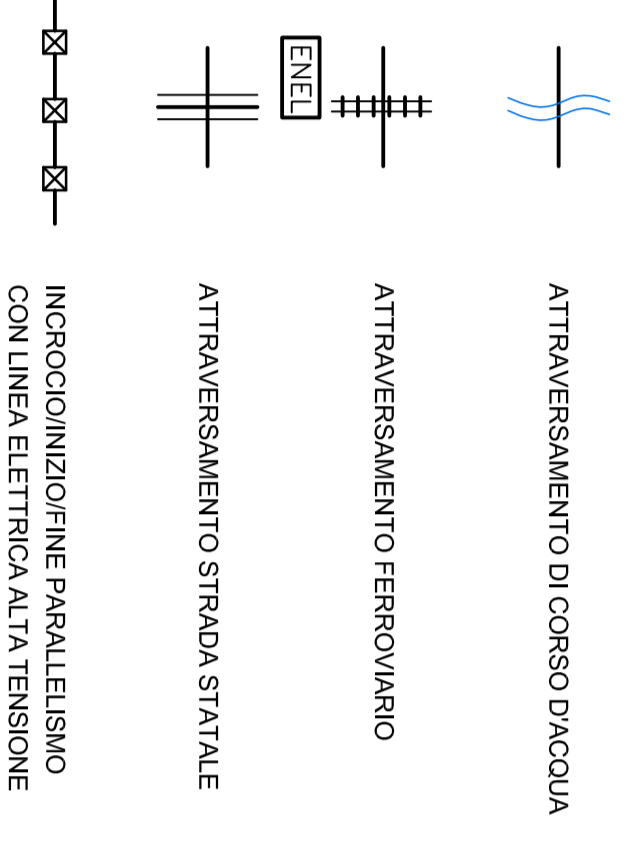 ATTRAVERSAMENTO DI CORSO D'ACQUA
ATTRAVERSAMENTO FERROVIARIO
ENEL
ATTRAVERSAMENTO STRADA STATALE
INCROCIO/INIZIO/FINE PARALLELISMO
CON LINEA ELETTRICA ALTA TENSIONE